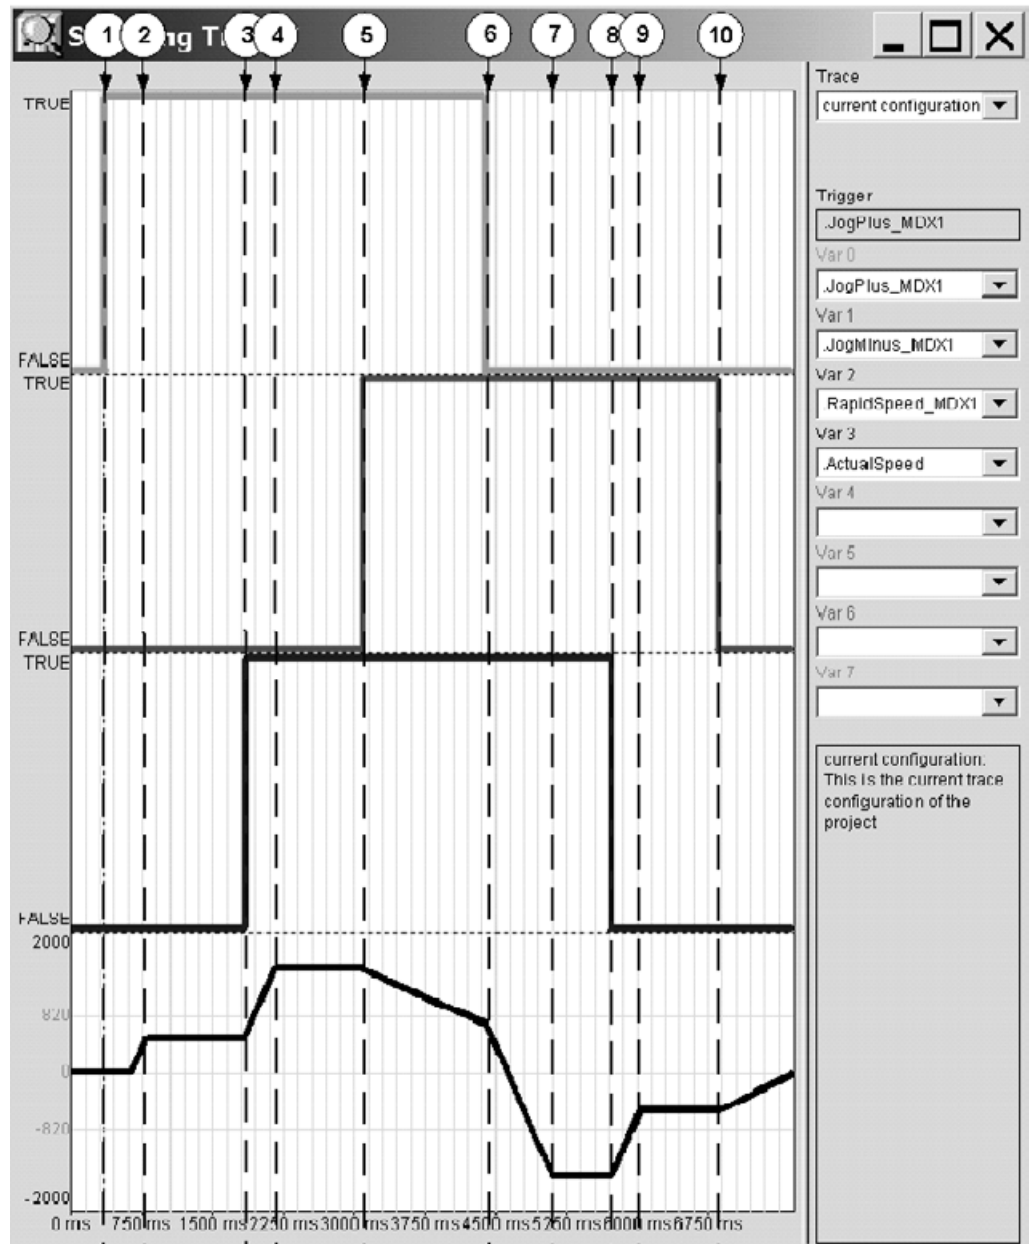 1 2 3 4 5 6 7 8 9 10
Trace
current configuration
Trigger
.JogPlus_MDX1
Var 0
.JogPlus_MDX1
Var 1
.JogMinus_MDX1
Var 2
.RapidSpeed_MDX1
Var 3
.ActualSpeed
Var 4
Var 5
Var 6
Var 7
current configuration:
This is the current trace
configuration of the
project
TRUE
FALSE
TRUE
FALSE
TRUE
FALSE
2000
820
0
-820
-2000
0 ms 750 ms 1500 ms 2250 ms 3000 ms 3750 ms 4500 ms 5250 ms 6000 ms 6750 ms